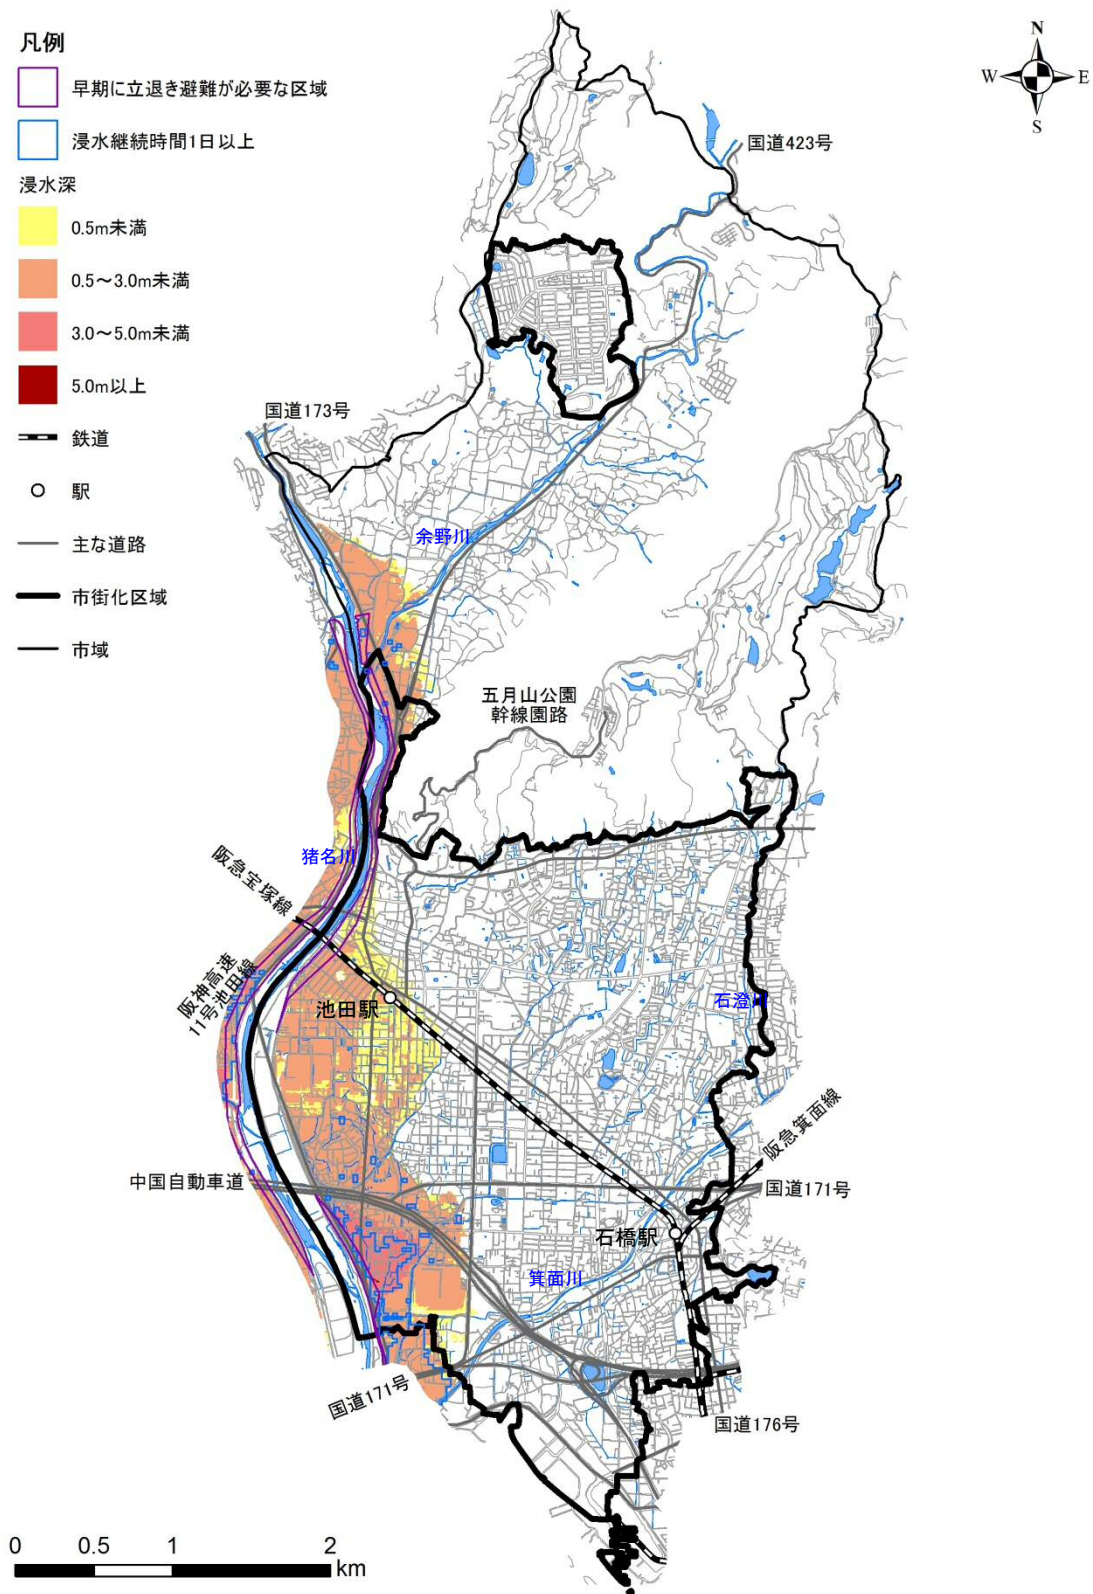 凡例
早期に立退き避難が必要な区域
浸水継続時間1日以上
浸水深
0.5m未満
0.5～3.0m未満
3.0～5.0m未満
5.0m以上
鉄道
駅
主な道路
市街化区域
市域
N
W
E
S
国道423号
国道173号
余野川
五月山公園
幹線園路
猪名川
阪急宝塚線
阪神高速
11号池田線
池田駅
石澄川
阪急箕面線
中国自動車道
国道171号
石橋駅
箕面川
国道171号
国道176号
0 0.5 1 2
km